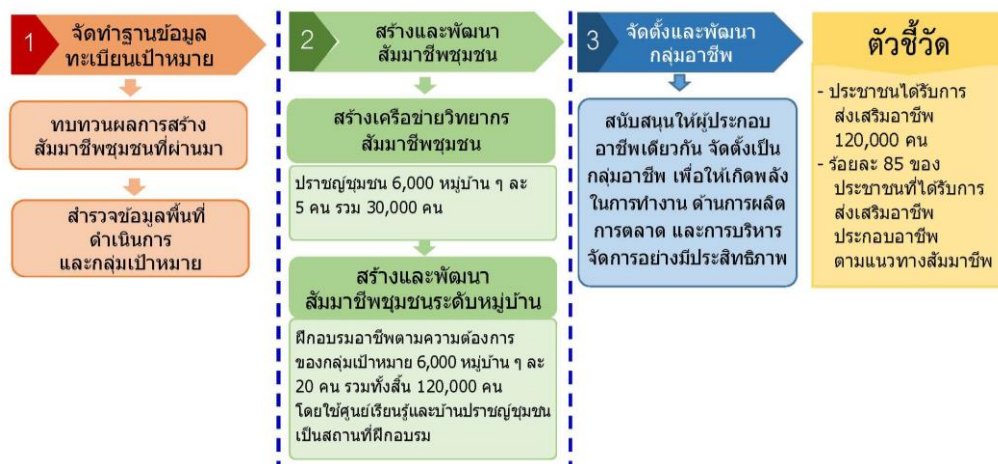 1
จัดทำฐานข้อมูล
ทะเบียนเป้าหมาย
ทบทวนผลการสร้าง
สัมมาชีพชุมชนที่ผ่านมา
สำรวจข้อมูลพื้นที่
ดำเนินการ
และกลุ่มเป้าหมาย
2
สร้างและพัฒนา
สัมมาชีพชุมชน
สร้างเครือข่ายวิทยากร
สัมมาชีพชุมชน
ปราชญ์ชุมชน 6,000 หมู่บ้าน ๆ ละ
5 คน รวม 30,000 คน
สร้างและพัฒนา
สัมมาชีพชุมชนระดับหมู่บ้าน
ฝึกอบรมอาชีพตามความต้องการ
ของกลุ่มเป้าหมาย 6,000 หมู่บ้าน ๆ ละ
20 คน รวมทั้งสิ้น 120,000 คน
โดยใช้ศูนย์เรียนรู้และบ้านปราชญ์ชุมชน
เป็นสถานที่ฝึกอบรม
3
จัดตั้งและพัฒนา
กลุ่มอาชีพ
สนับสนุนให้ผู้ประกอบ
อาชีพเดียวกัน จัดตั้งเป็น
กลุ่มอาชีพ เพื่อให้เกิดพลัง
ในการทำงาน ด้านการผลิต
การตลาด และการบริหาร
จัดการอย่างมีประสิทธิภาพ
ตัวชี้วัด
- ประชาชนได้รับการ
ส่งเสริมอาชีพ
120,000 คน
- ร้อยละ 85 ของ
ประชาชนที่ได้รับการ
ส่งเสริมอาชีพ
ประกอบอาชีพ
ตามแนวทางสัมมาชีพ